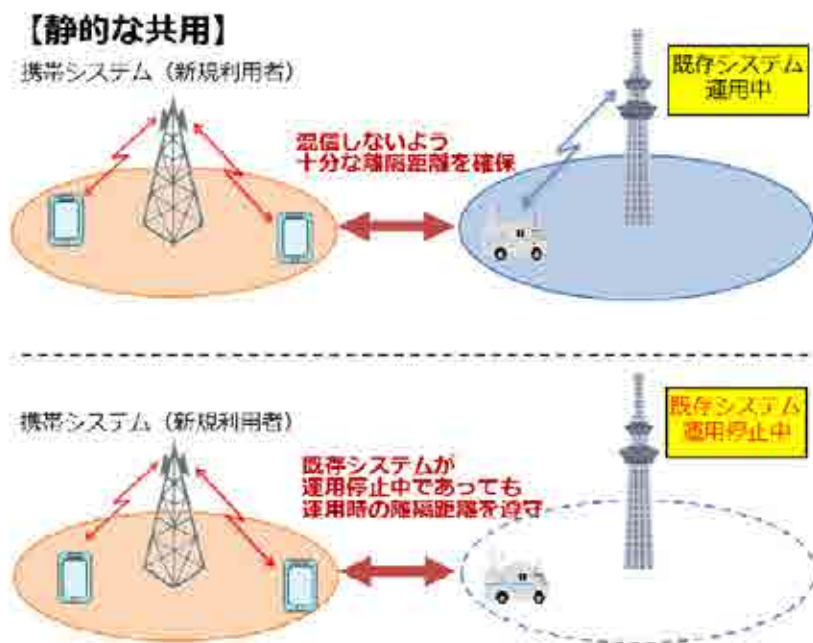 【静的な共用】
携帯システム（新規利用者）
既存システム
運用中
混信しないよう
十分な離隔距離を確保
携帯システム（新規利用者）
既存システム
運用停止中
既存システムが
運用停止中であっても
運用時の離隔距離を遵守